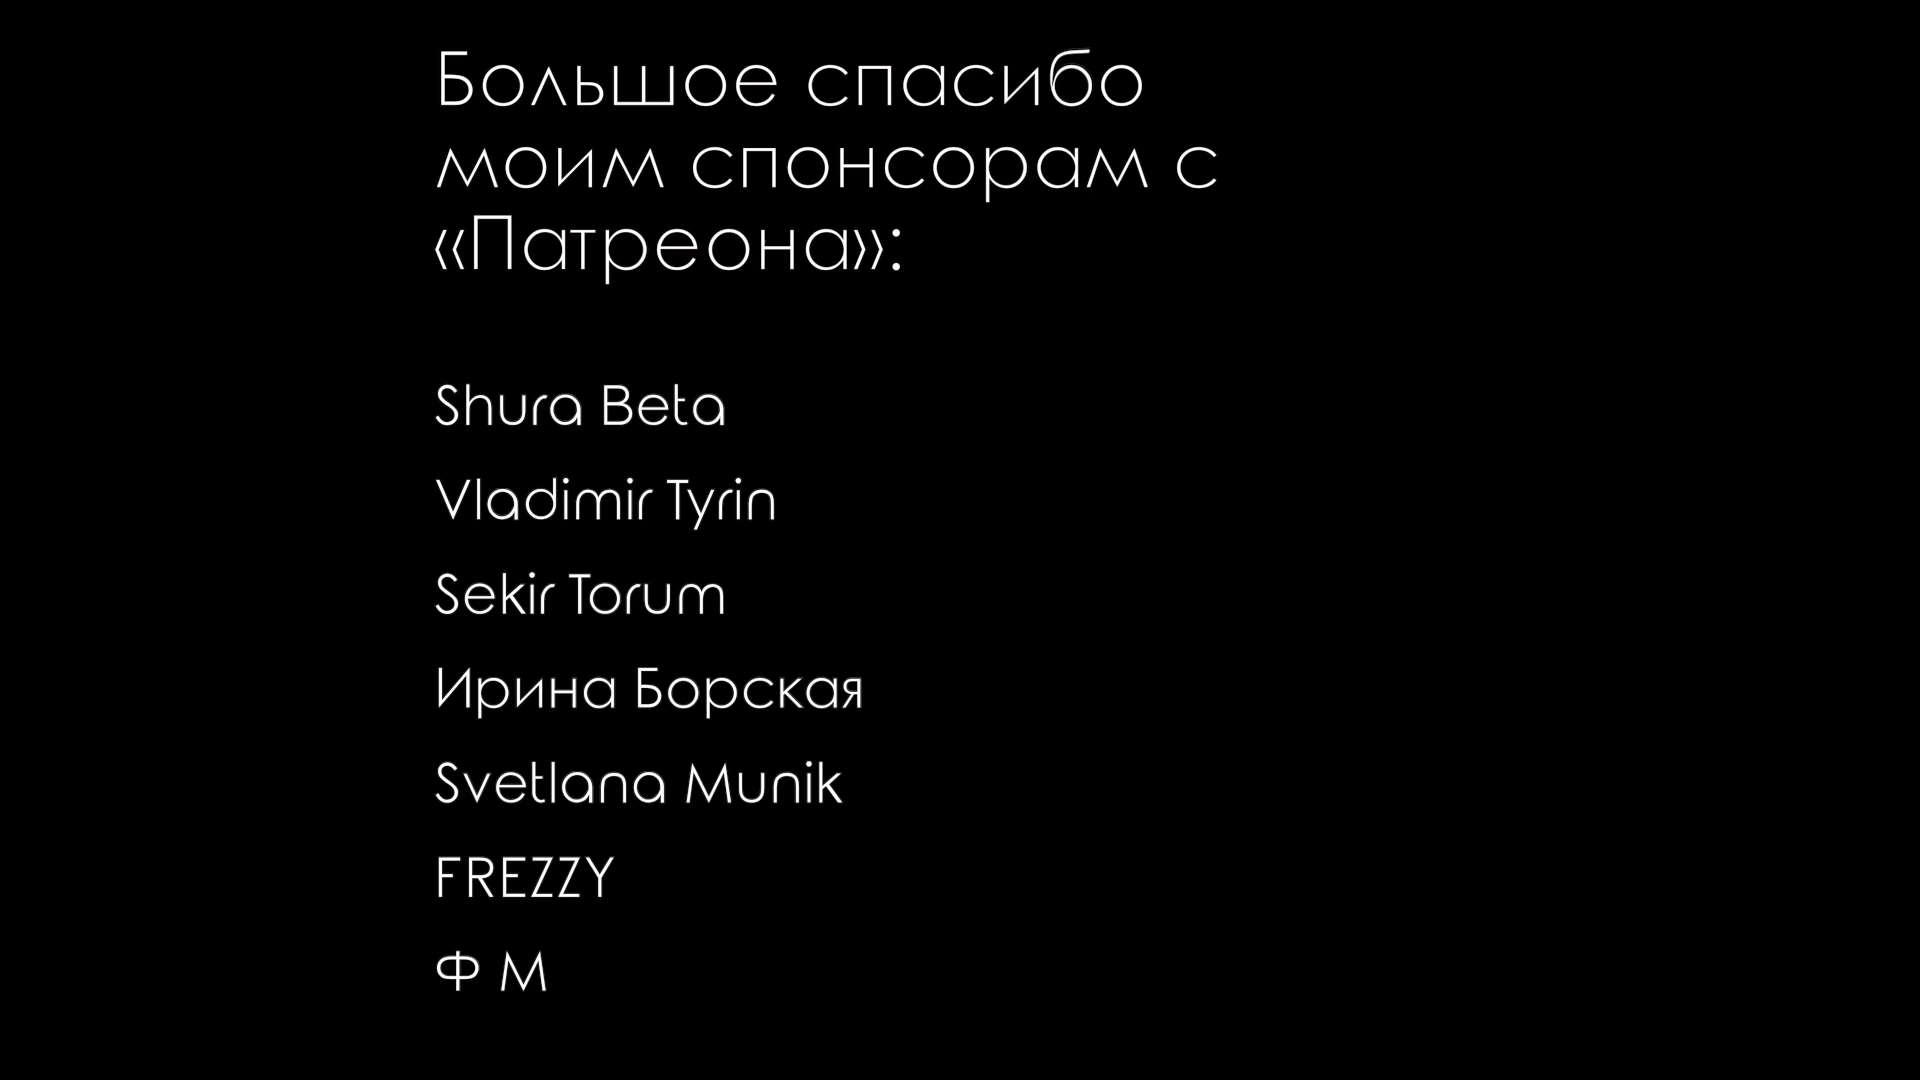 Большое спасибо
моим спонсорам с
«Патреона»:
Shura Beta
Vladimir Tyrin
Sekir Torum
Ирина Борская
Svetlana Munik
FREZZY
Ф М